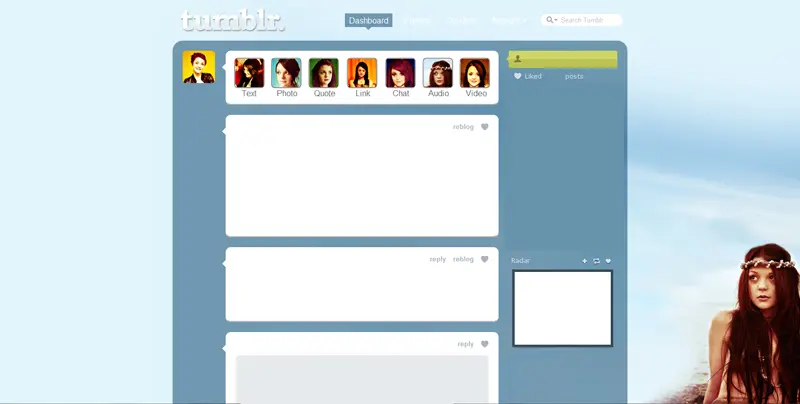 tumblr.
Dashboard
Search Tumblr
Text Photo Quote Link Chat Audio Video
Liked posts
reblog
reply reblog
Radar
reply